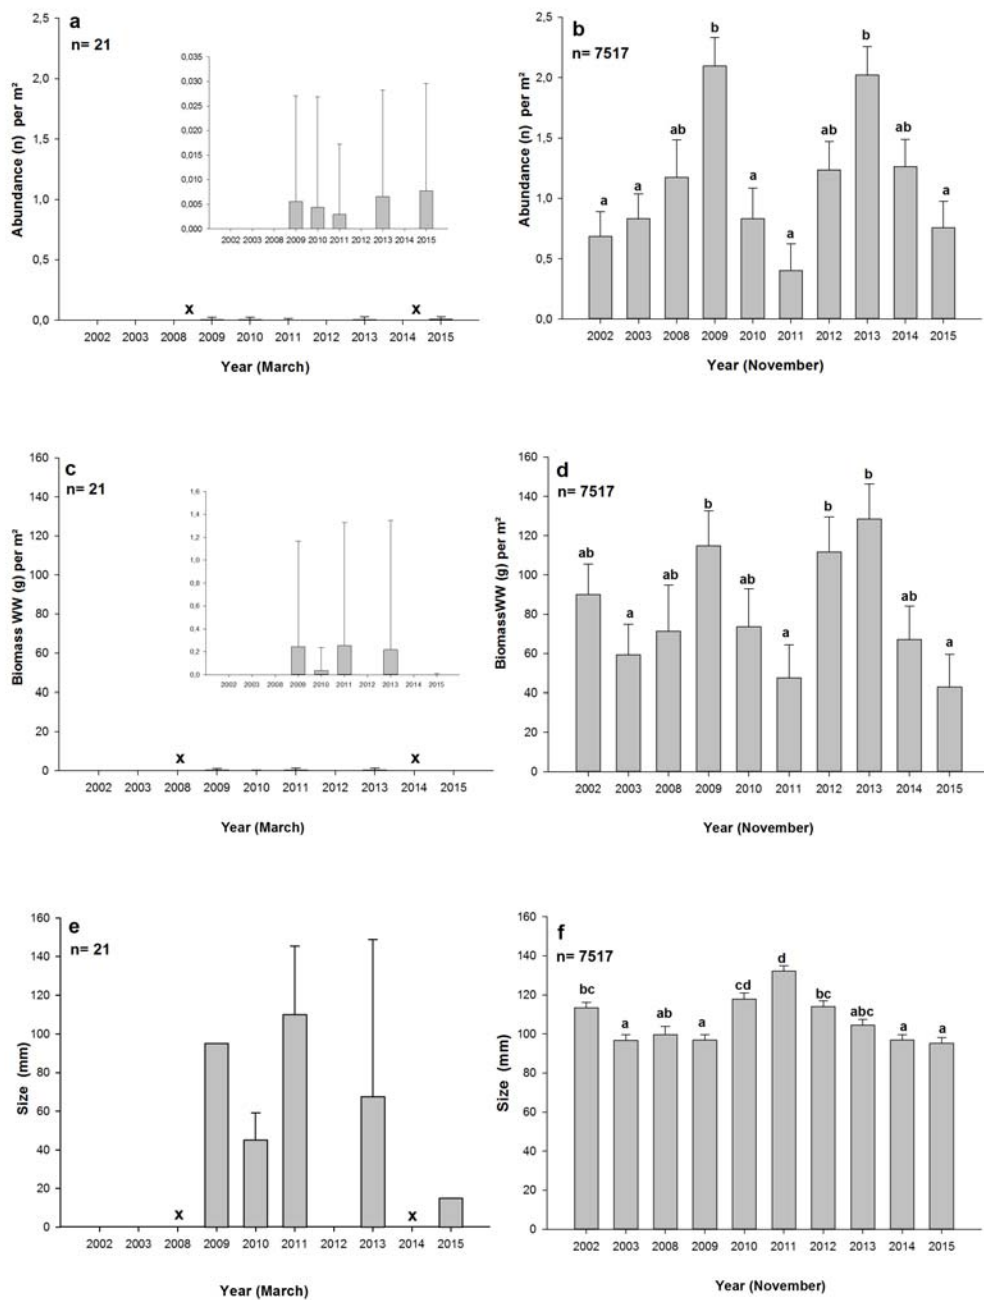 a
n= 21
Abundance (n) per m²
2,5
2,0
1,5
1,0
0,5
0,0
0,035
0,030
0,025
0,020
0,015
0,010
0,005
0,000
2002 2003 2008 2009 2010 2011 2012 2013 2014 2015
x x
2002 2003 2008 2009 2010 2011 2012 2013 2014 2015
Year (March)
b
n= 7517
Abundance (n) per m²
2,5
2,0
1,5
1,0
0,5
0,0
a a ab b a a ab b ab a
2002 2003 2008 2009 2010 2011 2012 2013 2014 2015
Year (November)
c
n= 21
Biomass WW (g) per m²
160
140
120
100
80
60
40
20
0
1,6
1,4
1,2
1,0
0,8
0,6
0,4
0,2
0,0
2002 2003 2008 2009 2010 2011 2012 2013 2014 2015
x x
2002 2003 2008 2009 2010 2011 2012 2013 2014 2015
Year (March)
d
n= 7517
BiomassWW (g) per m²
160
140
120
100
80
60
40
20
0
ab a ab b ab a b b ab a
2002 2003 2008 2009 2010 2011 2012 2013 2014 2015
Year (November)
e
n= 21
Size (mm)
160
140
120
100
80
60
40
20
0
x x
2002 2003 2008 2009 2010 2011 2012 2013 2014 2015
Year (March)
f
n= 7517
Size (mm)
160
140
120
100
80
60
40
20
0
bc a ab a cd d bc abc a a
2002 2003 2008 2009 2010 2011 2012 2013 2014 2015
Year (November)